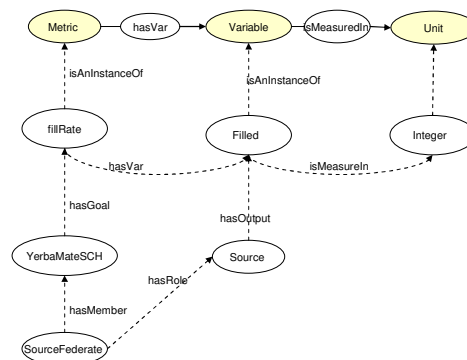 Metric
hasVar
Variable
isMeasuredIn
Unit
isAnInstanceOf
isAnInstanceOf
fillRate
Filled
Integer
hasVar
isMeasureIn
hasGoal
hasOutput
YerbaMateSCH
Source
hasRole
hasMember
SourceFederate